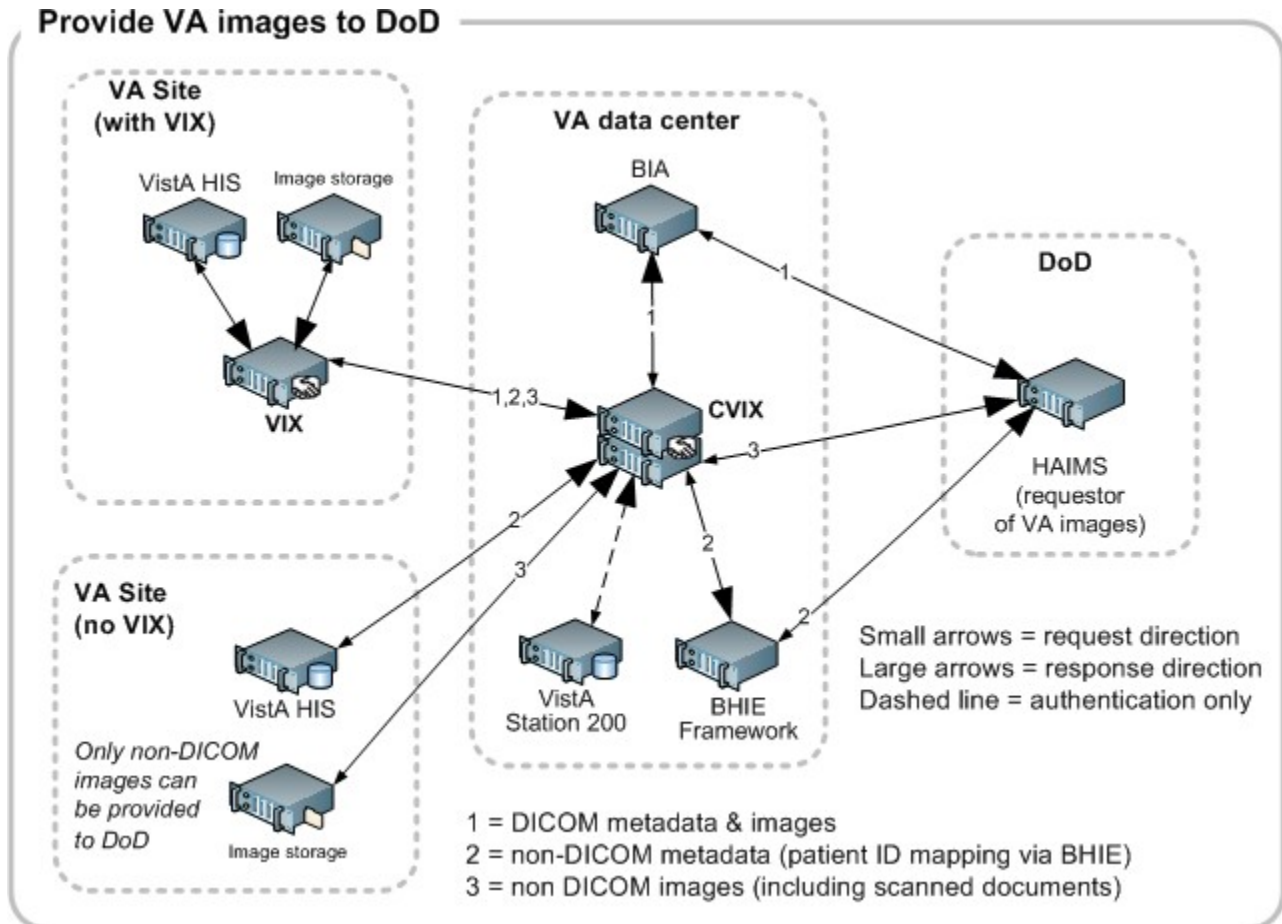 Provide VA images to DoD
VA Site
(with VIX)
VistA HIS
Image storage
VIX
VA data center
BIA
1
1
1,2,3
CVIX
3
DoD
HAIMS
(requestor
of VA images)
2
3
2
2
VA Site
(no VIX)
VistA HIS
Only non-DICOM
images can
be provided
to DoD
Image storage
VistA
Station 200
BHIE
Framework
Small arrows = request direction
Large arrows = response direction
Dashed line = authentication only
1 = DICOM metadata & images
2 = non-DICOM metadata (patient ID mapping via BHIE)
3 = non DICOM images (including scanned documents)